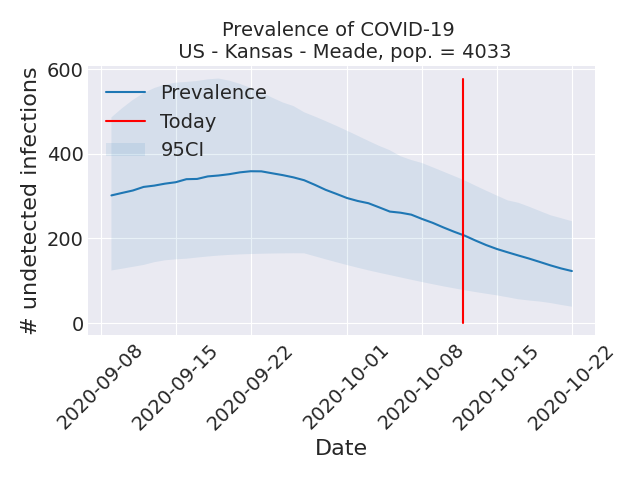 Prevalence of COVID-19
US - Kansas - Meade, pop. = 4033
# undetected infections
600
400
200
0
Prevalence
Today
95CI
2020-09-08
2020-09-15
2020-09-22
2020-10-01
2020-10-08
2020-10-15
2020-10-22
Date